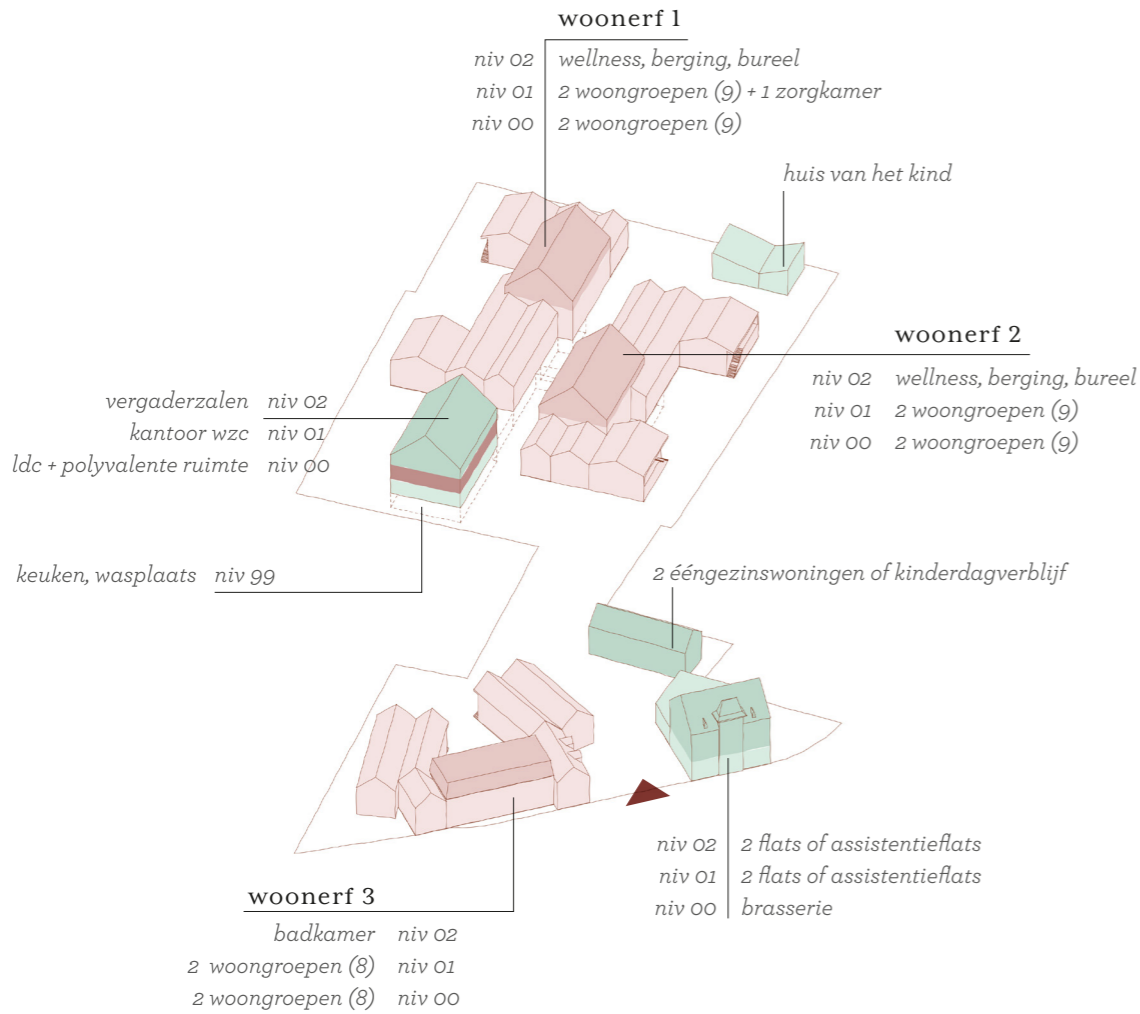 woonerf 1
niv 02 wellness, berging, bureel
niv 01 2 woongroepen (9) + 1 zorgkamer
niv 00 2 woongroepen (9)
huis van het kind
woonerf 2
niv 02 wellness, berging, bureel
niv 01 2 woongroepen (9)
niv 00 2 woongroepen (9)
vergaderzalen niv 02
kantoor wzc niv 01
ldc + polyvalente ruimte niv 00
keuken, wasplaats niv 99
2 ééngezinswoningen of kinderdagverblijf
niv 02 2 flats of assistentieflats
niv 01 2 flats of assistentieflats
niv 00 brasserie
woonerf 3
badkamer niv 02
2 woongroepen (8) niv 01
2 woongroepen (8) niv 00